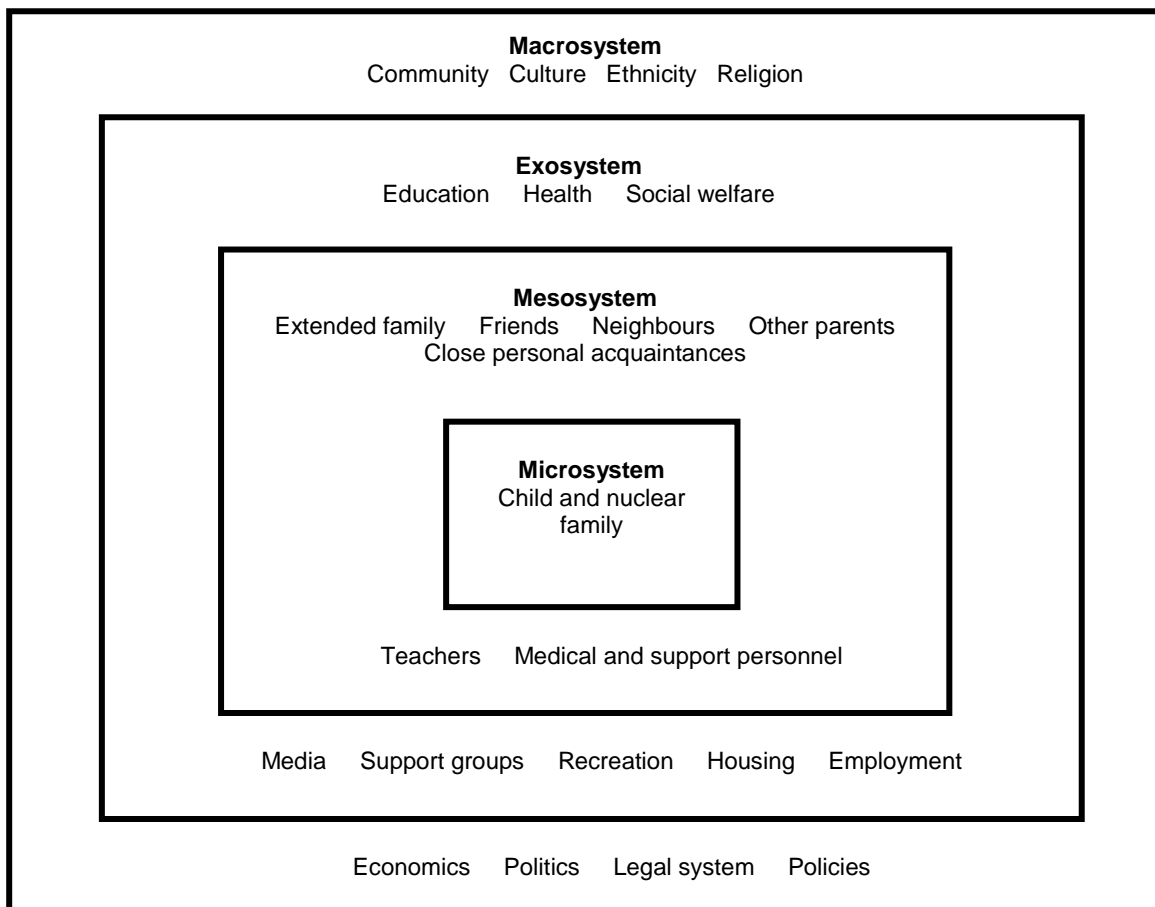 Macrosystem
Community Culture Ethnicity Religion
Exosystem
Education Health Social welfare
Mesosystem
Extended family Friends Neighbours Other parents
Close personal acquaintances
Microsystem
Child and nuclear
family
Teachers Medical and support personnel
Media Support groups Recreation Housing Employment
Economics Politics Legal system Policies